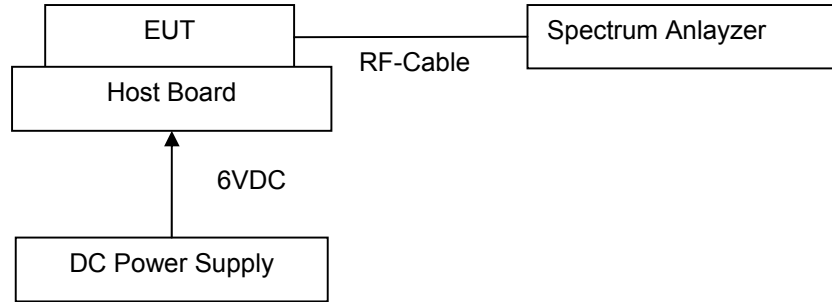 EUT
Spectrum Anlayzer
RF-Cable
Host Board
6VDC
DC Power Supply